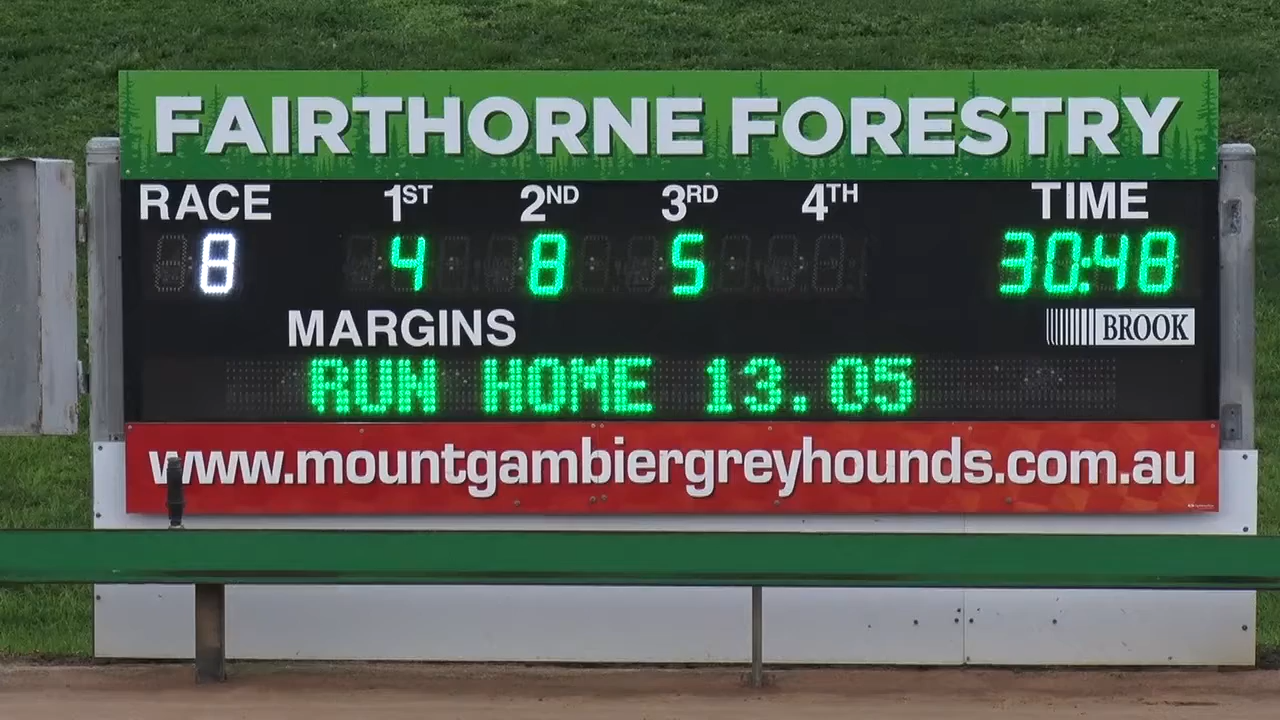 FAIRTHORNE FORESTRY
RACE 1ST 2ND 3RD 4TH TIME
8 4 8 5 30:48
MARGINS
BROOK
RUN HOME 13.05
www.mountgambiergreyhounds.com.au